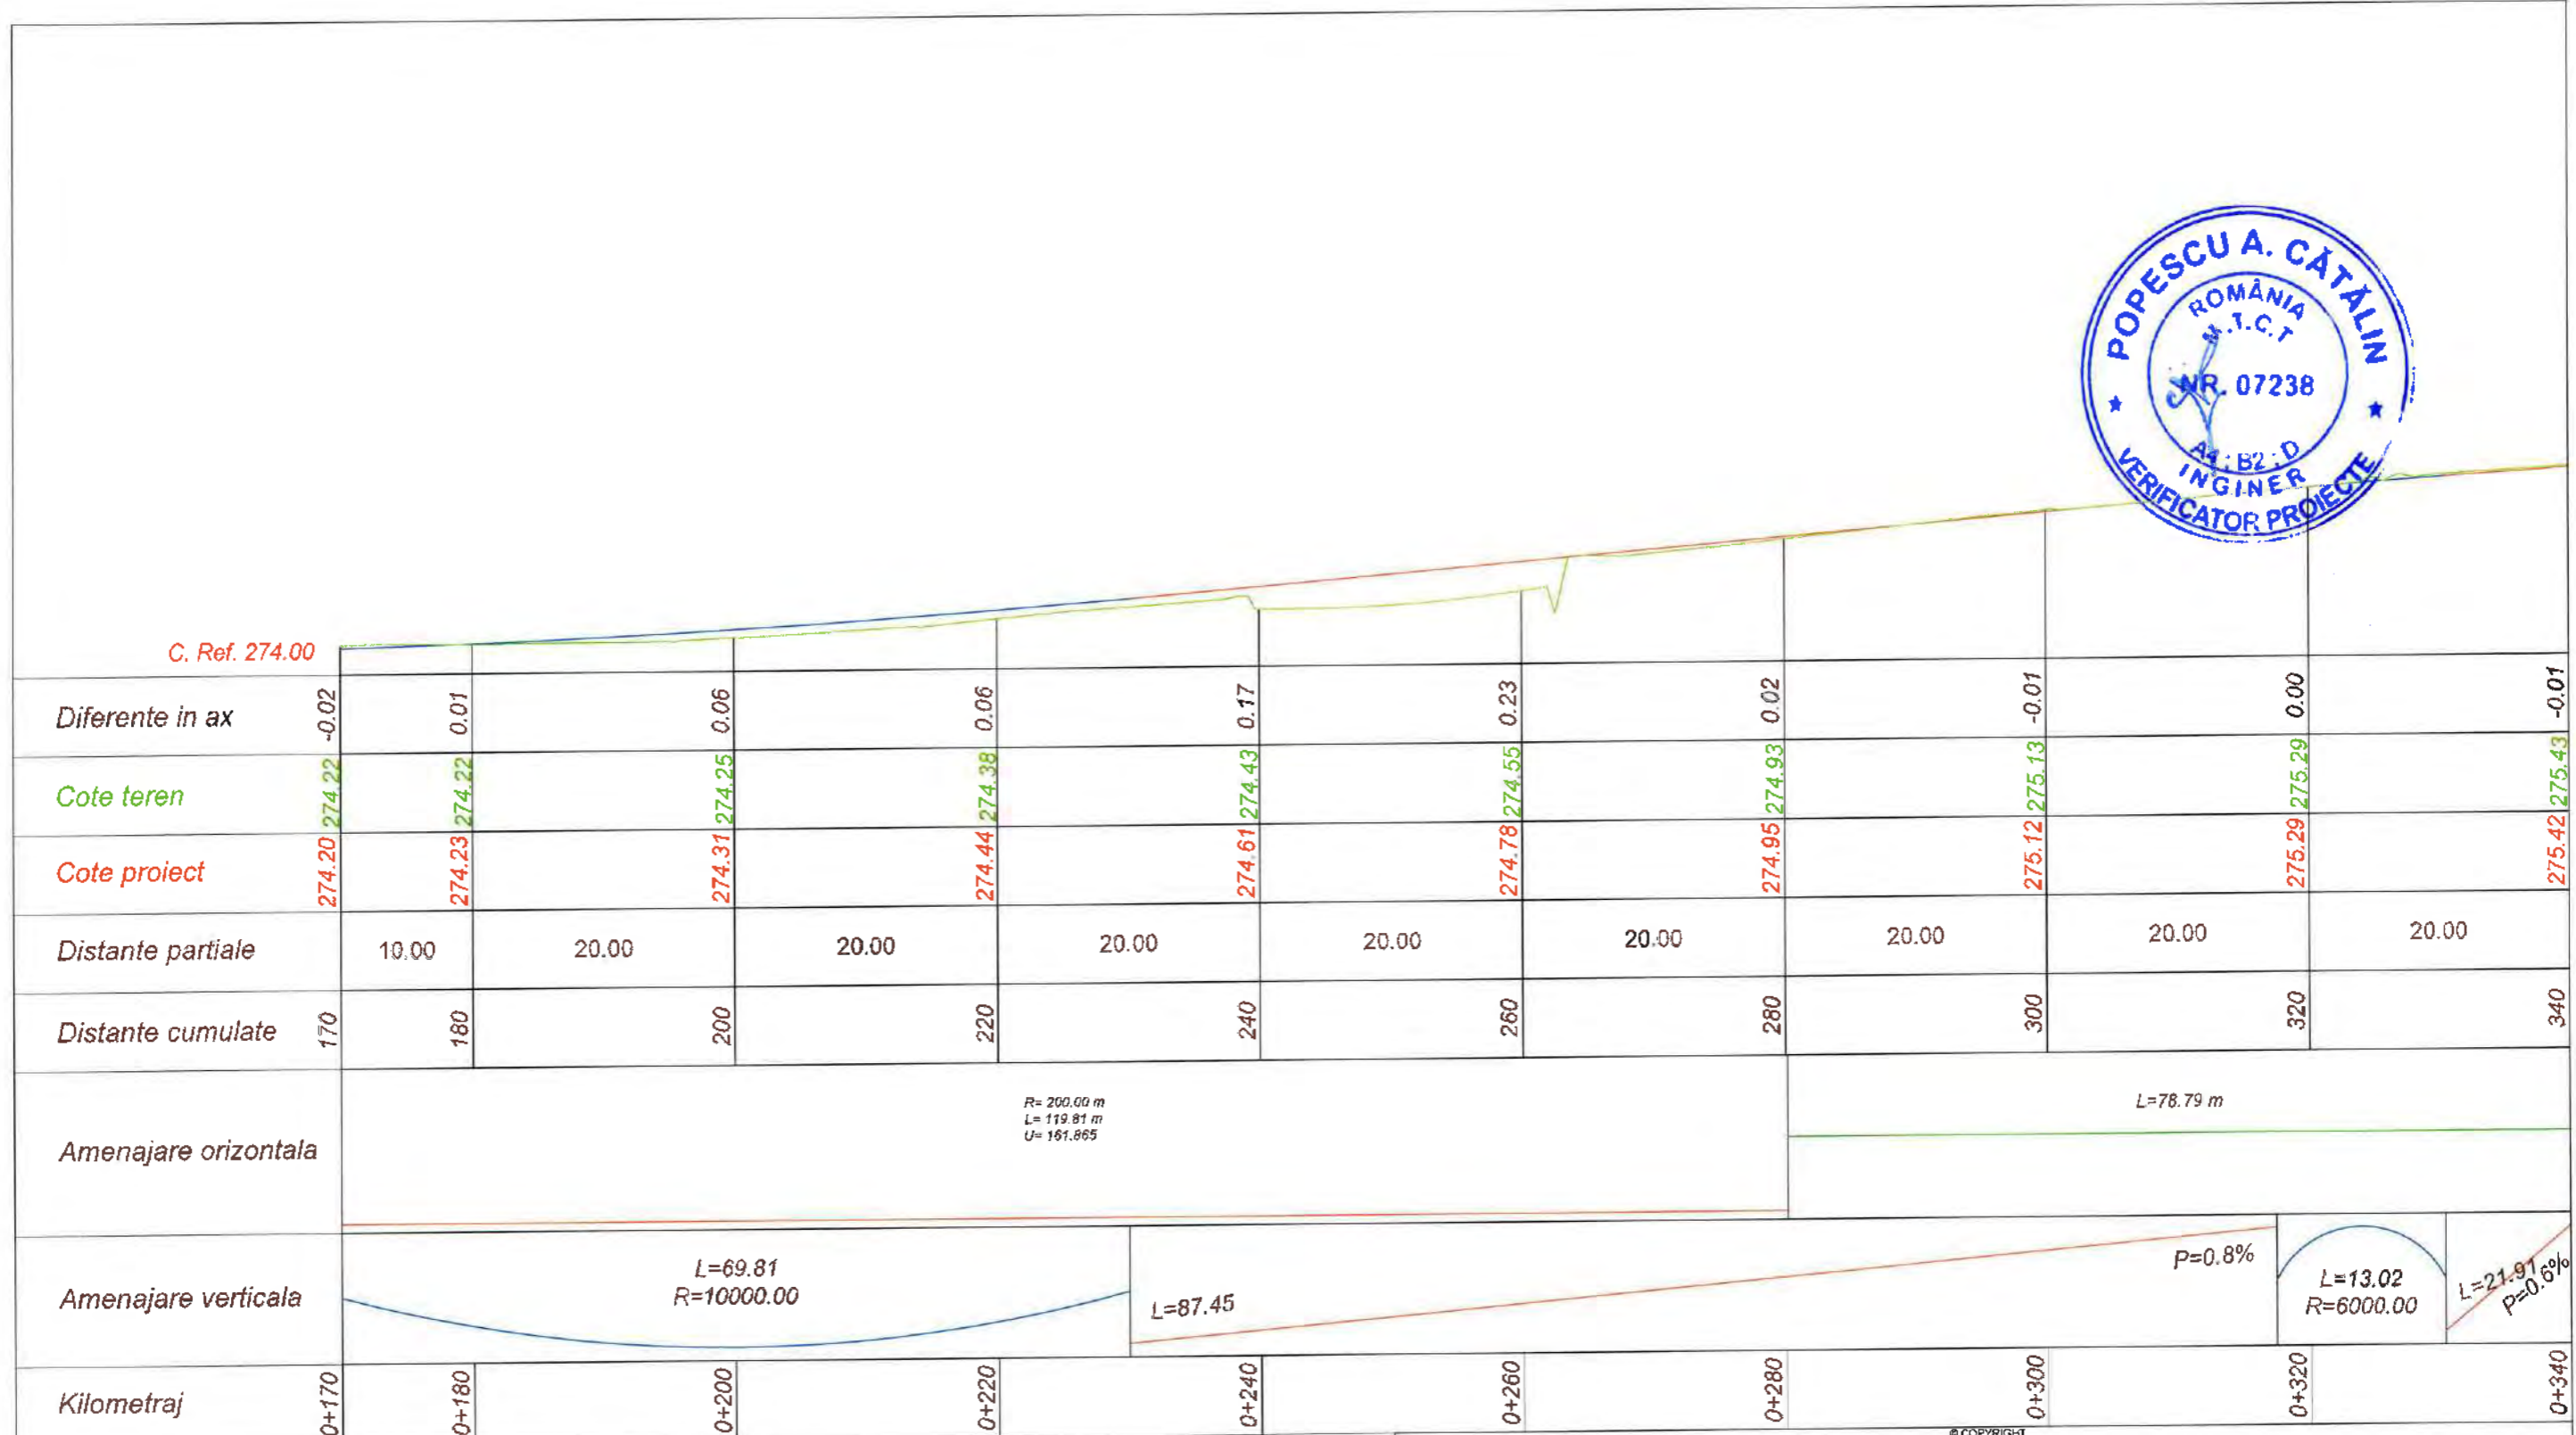 POPESCU A. CĂTĂLIN
ROMÂNIA
M.T.C.T
NR. 07238
A4 ; B2 ; D
INGINER
VERIFICATOR PROIECTE
C. Ref. 274.00
Diferente in ax -0.02 0.01 0.06 0.06 0.17 0.23 0.02 -0.01 0.00 -0.01
Cote teren 274.22 274.22 274.25 274.38 274.43 274.55 274.93 275.13 275.29 275.43
Cote proiect 274.20 274.23 274.31 274.44 274.61 274.78 274.95 275.12 275.29 275.42
Distante partiale 10.00 20.00 20.00 20.00 20.00 20.00 20.00 20.00 20.00
Distante cumulate 170 180 200 220 240 260 280 300 320 340
Amenajare orizontala
R= 200.00 m
L= 119.81 m
U= 161.865
L=78.79 m
Amenajare verticala
L=69.81
R=10000.00
L=87.45
P=0.8%
L=13.02
R=6000.00
L=21.91
P=0.6%
Kilometraj 0+170 0+180 0+200 0+220 0+240 0+260 0+280 0+300 0+320 0+340
© COPYRIGHT